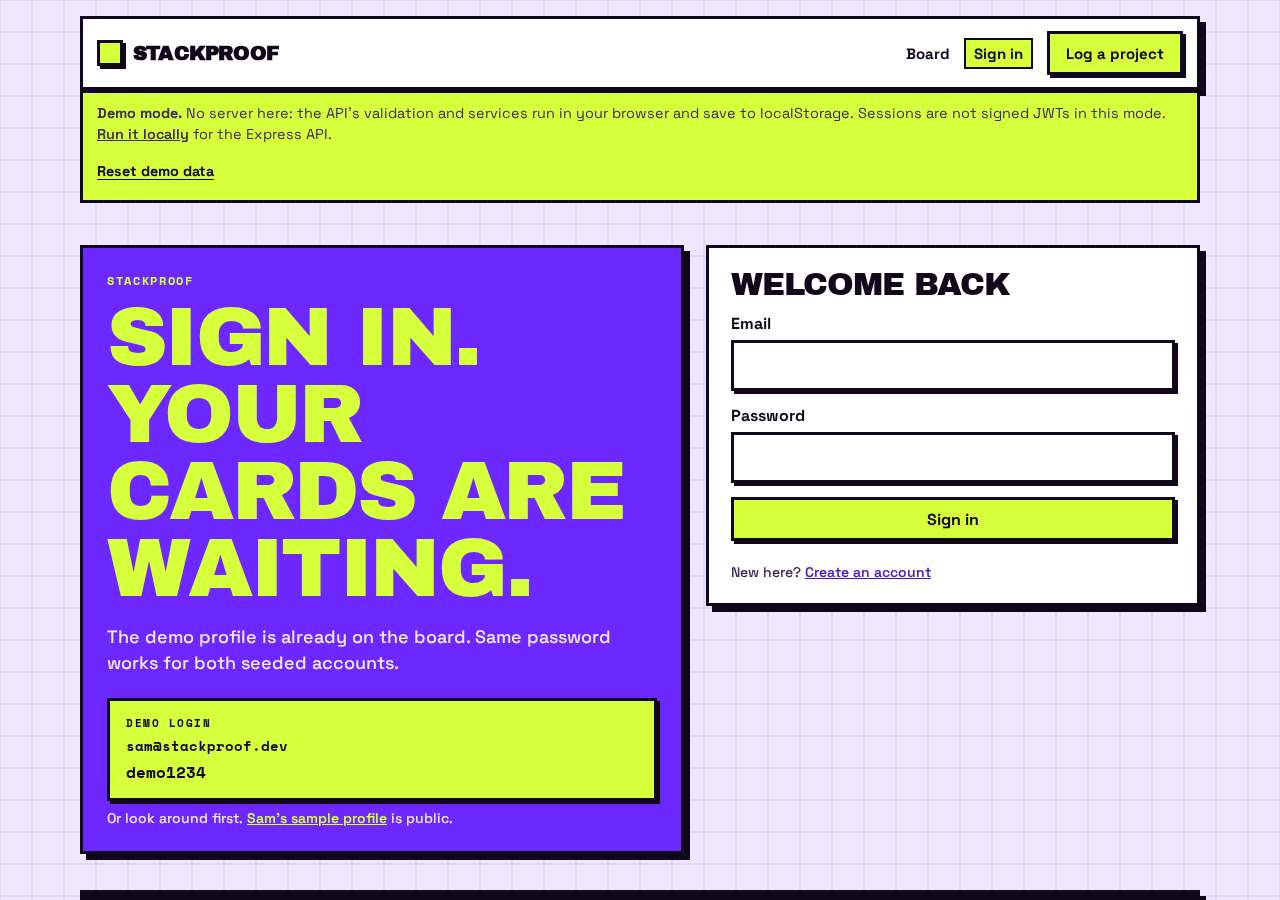 STACKPROOF
Board
Sign in
Log a project
Demo mode. No server here: the API's validation and services run in your browser and save to localStorage. Sessions are not signed JWTs in this mode.
Run it locally for the Express API.
Reset demo data
STACKPROOF
SIGN IN.
YOUR
CARDS ARE
WAITING.
The demo profile is already on the board. Same password
works for both seeded accounts.
DEMO LOGIN
sam@stackproof.dev
demo1234
Or look around first. Sam's sample profile is public.
WELCOME BACK
Email
Password
Sign in
New here? Create an account